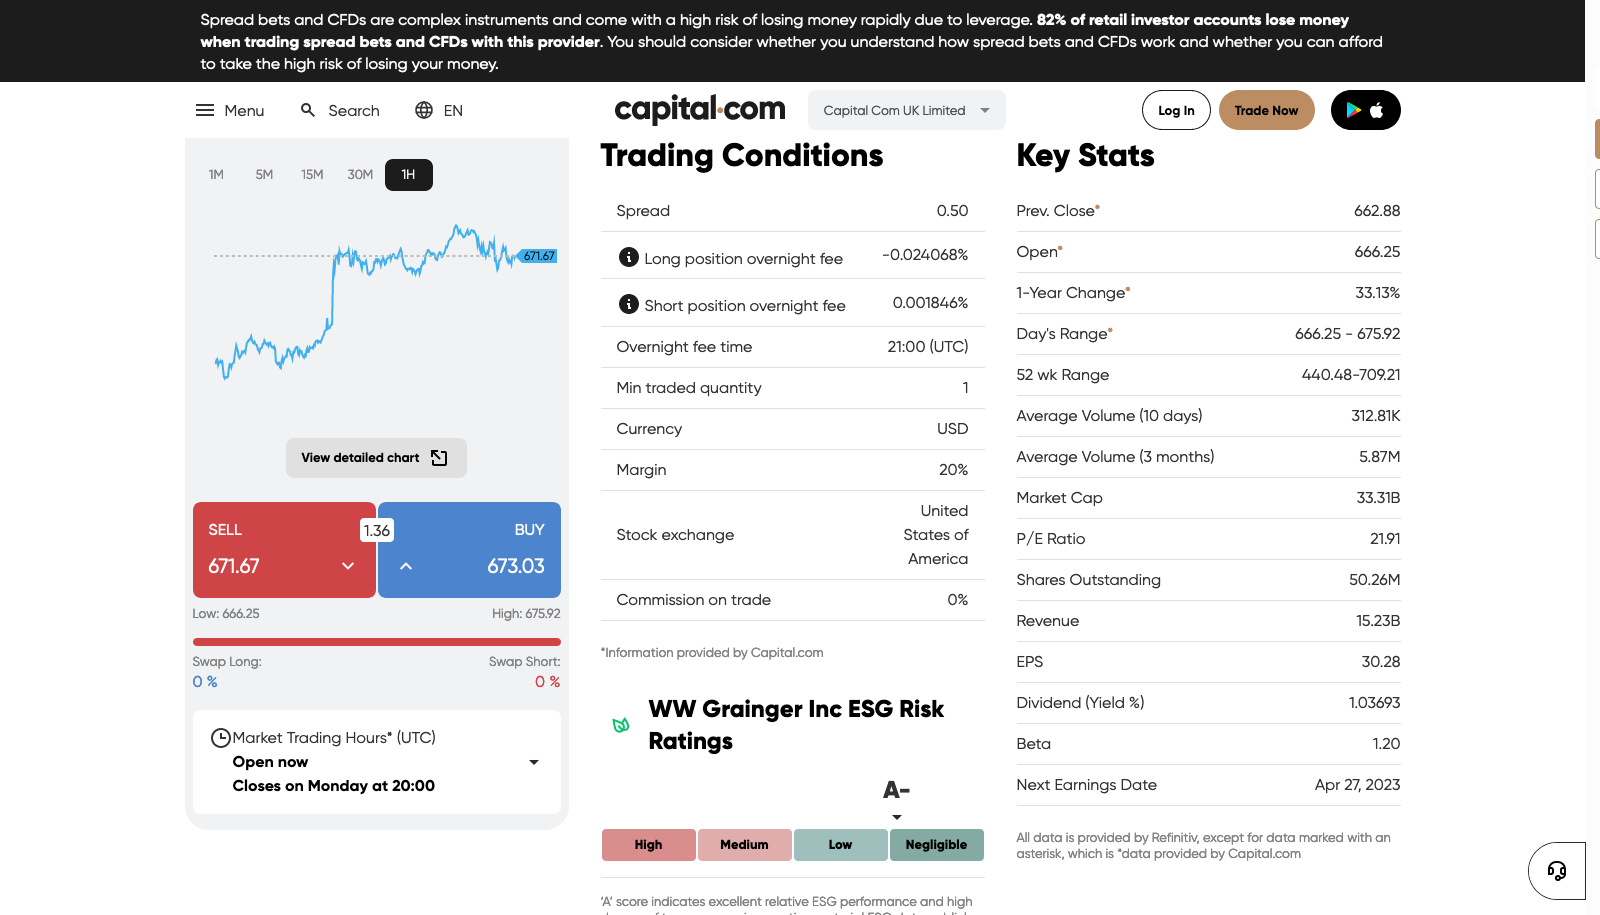 Spread bets and CFDs are complex instruments and come with a high risk of losing money rapidly due to leverage. 82% of retail investor accounts lose money
when trading spread bets and CFDs with this provider. You should consider whether you understand how spread bets and CFDs work and whether you can afford
to take the high risk of losing your money.
Menu
Search
EN
capital.com
Capital Com UK Limited
Log In
Trade Now
1M 5M 15M 30M 1H
671.67
View detailed chart
SELL
671.67
1.36
BUY
673.03
Low: 666.25
High: 675.92
Swap Long:
0 %
Swap Short:
0 %
Market Trading Hours* (UTC)
Open now
Closes on Monday at 20:00
Trading Conditions
Spread 0.50
Long position overnight fee -0.024068%
Short position overnight fee 0.001846%
Overnight fee time 21:00 (UTC)
Min traded quantity 1
Currency USD
Margin 20%
Stock exchange United
States of
America
Commission on trade 0%
*Information provided by Capital.com
WW Grainger Inc ESG Risk
Ratings
A-
High Medium Low Negligible
'A' score indicates excellent relative ESG performance and high
Key Stats
Prev. Close* 662.88
Open* 666.25
1-Year Change* 33.13%
Day's Range* 666.25 - 675.92
52 wk Range 440.48-709.21
Average Volume (10 days) 312.81K
Average Volume (3 months) 5.87M
Market Cap 33.31B
P/E Ratio 21.91
Shares Outstanding 50.26M
Revenue 15.23B
EPS 30.28
Dividend (Yield %) 1.03693
Beta 1.20
Next Earnings Date Apr 27, 2023
All data is provided by Refinitiv, except for data marked with an
asterisk, which is *data provided by Capital.com